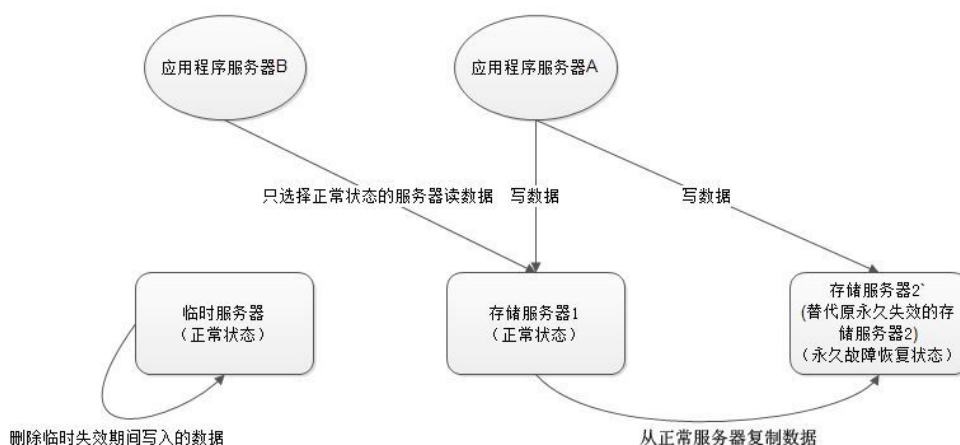 应用程序服务器B
应用程序服务器A
只选择正常状态的服务器读数据
写数据
写数据
临时服务器
（正常状态）
存储服务器1
（正常状态）
存储服务器2`
(替代原永久失效的存
储服务器2)
（永久故障恢复状态）
删除临时失效期间写入的数据
从正常服务器复制数据